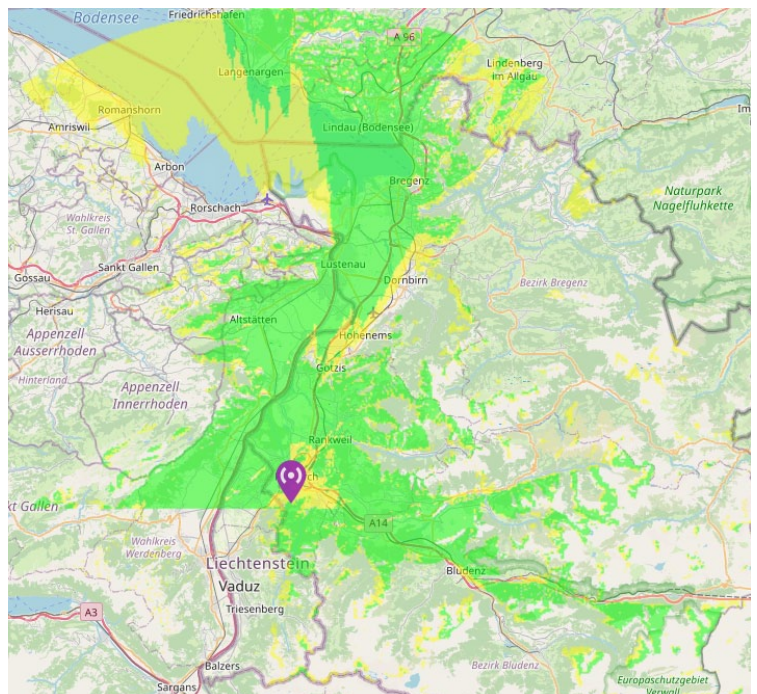 Bodensee
Friedrichshafen
A 96
Langenargen
Lindenberg
im Allgäu
Romanshorn
Amriswil
Lindau (Bodensee)
Arbon
Bregenz
Naturpark
Nagelfluhkette
Rorschach
Wahlkreis
St. Gallen
Lustenau
Sankt Gallen
Gossau
Dornbirn
Bezirk Bregenz
Herisau
Altstätten
Hohenems
Appenzell
Ausserrhoden
Götzis
Hinterland
Appenzell
Innerrhoden
Rankweil
ch
kt Gallen
A14
Wahlkreis
Werdenberg
Liechtenstein
Bludenz
Vaduz
A3
Triesenberg
Balzers
Bezirk Bludenz
Sargans
Europaschutzgebiet
Verwall